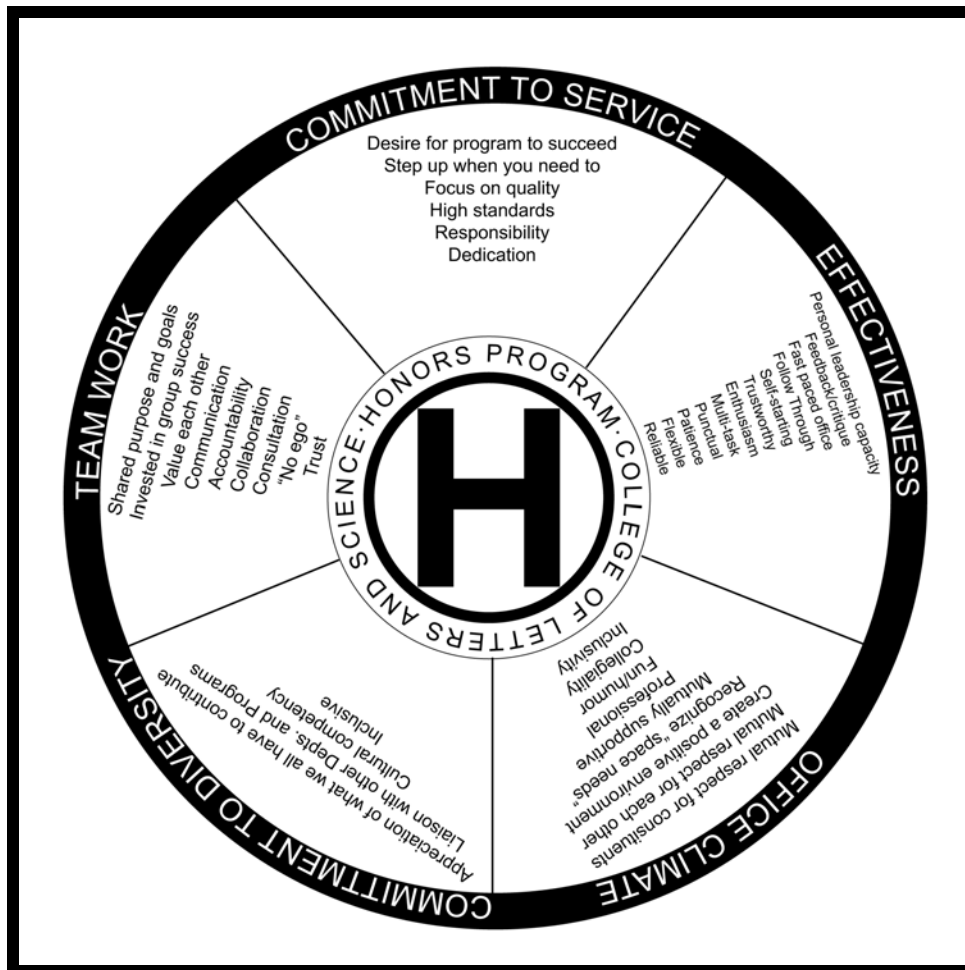 COMMITMENT TO SERVICE
Desire for program to succeed
Step up when you need to
Focus on quality
High standards
Responsibility
Dedication
EFFECTIVENESS
Personal leadership capacity
Feedback/critique
Fast paced office
Follow Through
Self-starting
Trustworthy
Enthusiasm
Multi-task
Punctual
Patience
Flexible
Reliable
OFFICE CLIMATE
Mutual respect for constituents
Mutual respect for each other
Create a positive environment
Recognize "space needs"
Mutually supportive
Professional
Fun/humor
Collegiality
Inclusivity
COMMITTMENT TO DIVERSITY
Appreciation of what we all have to contribute
Liaison with other Depts. and Programs
Cultural competency
Inclusive
TEAM WORK
Shared purpose and goals
Invested in group success
Value each other
Communication
Accountability
Collaboration
Consultation
“No ego”
Trust
HONORS PROGRAM · COLLEGE OF LETTERS AND SCIENCE ·
H